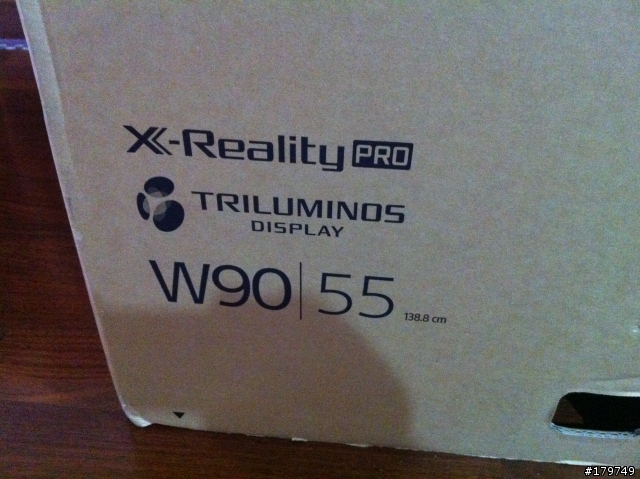 X-Reality PRO
TRILUMINOS
DISPLAY
W90|55
138.8 cm
#179749